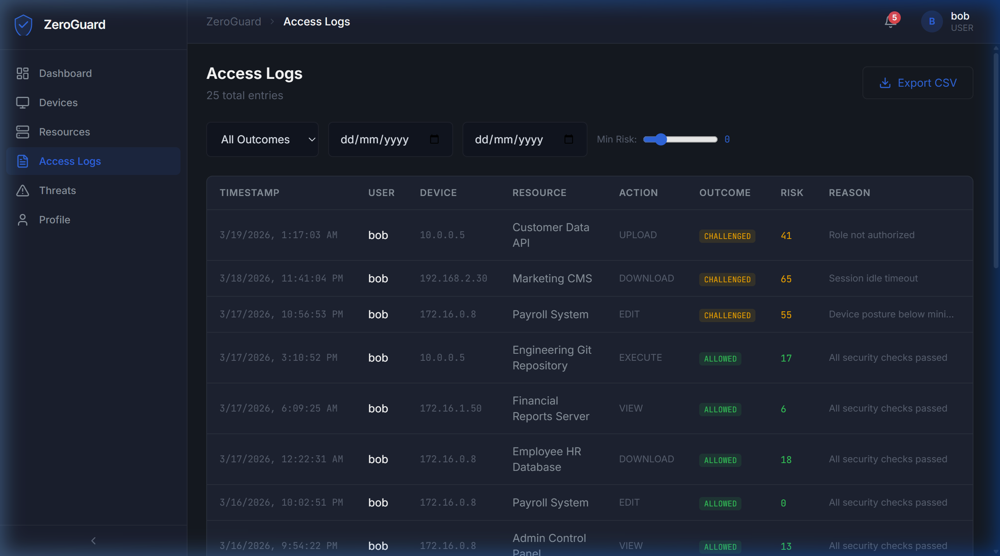 ZeroGuard
ZeroGuard > Access Logs
5
B
bob
USER
Dashboard
Devices
Resources
Access Logs
Threats
Profile
Access Logs
25 total entries
Export CSV
All Outcomes
dd/mm/yyyy
dd/mm/yyyy
Min Risk: 0
TIMESTAMP USER DEVICE RESOURCE ACTION OUTCOME RISK REASON
3/19/2026, 1:17:03 AM bob 10.0.0.5 Customer Data API UPLOAD CHALLENGED 41 Role not authorized
3/18/2026, 11:41:04 PM bob 192.168.2.30 Marketing CMS DOWNLOAD CHALLENGED 65 Session idle timeout
3/17/2026, 10:56:53 PM bob 172.16.0.8 Payroll System EDIT CHALLENGED 55 Device posture below mini...
3/17/2026, 3:10:52 PM bob 10.0.0.5 Engineering Git Repository EXECUTE ALLOWED 17 All security checks passed
3/17/2026, 6:09:25 AM bob 172.16.1.50 Financial Reports Server VIEW ALLOWED 6 All security checks passed
3/17/2026, 12:22:31 AM bob 172.16.0.8 Employee HR Database DOWNLOAD ALLOWED 18 All security checks passed
3/16/2026, 10:02:51 PM bob 172.16.0.8 Payroll System EDIT ALLOWED 0 All security checks passed
3/16/2026, 9:54:22 PM bob 172.16.0.8 Admin Control Panel VIEW ALLOWED 13 All security checks passed